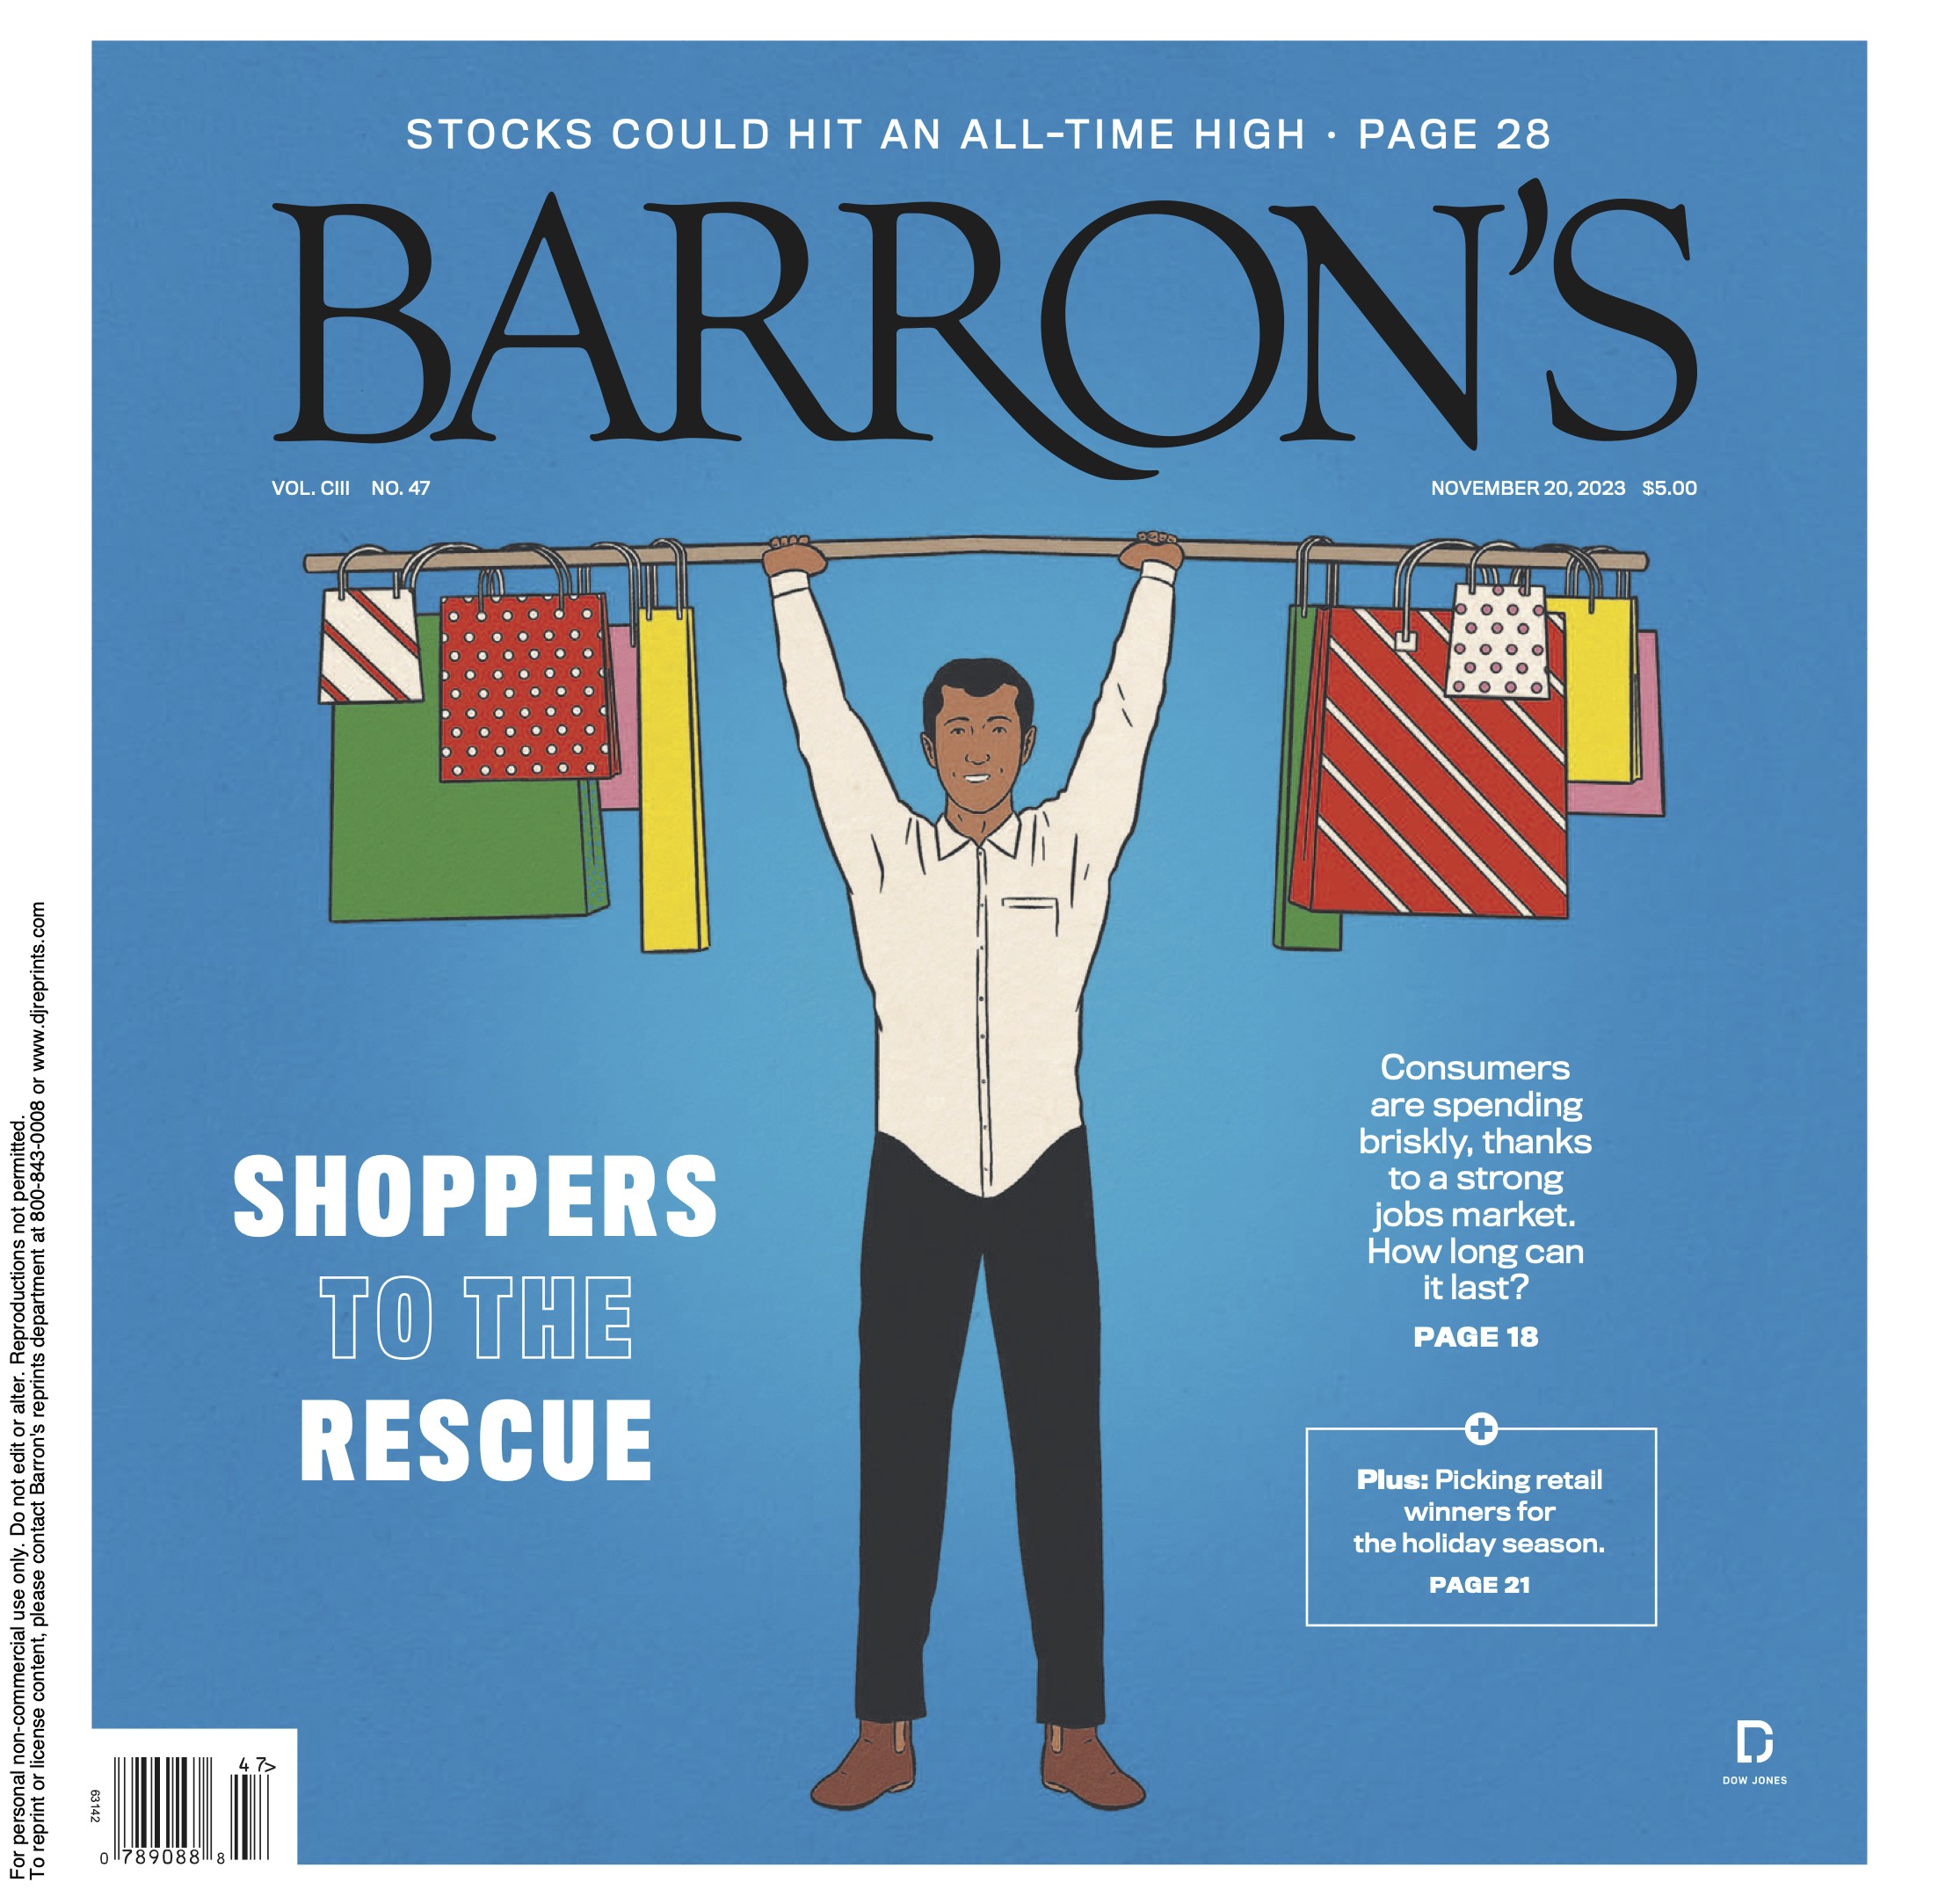 STOCKS COULD HIT AN ALL-TIME HIGH · PAGE 28
BARRON'S
VOL. CIII NO. 47
NOVEMBER 20, 2023 $5.00
SHOPPERS
TO THE
RESCUE
Consumers
are spending
briskly, thanks
to a strong
jobs market.
How long can
it last?
PAGE 18
Plus: Picking retail
winners for
the holiday season.
PAGE 21
DOW JONES
For personal non-commercial use only. Do not edit or alter. Reproductions not permitted.
To reprint or license content, please contact Barron's reprints department at 800-843-0008 or www.djreprints.com
63142
47>
0 789088 8